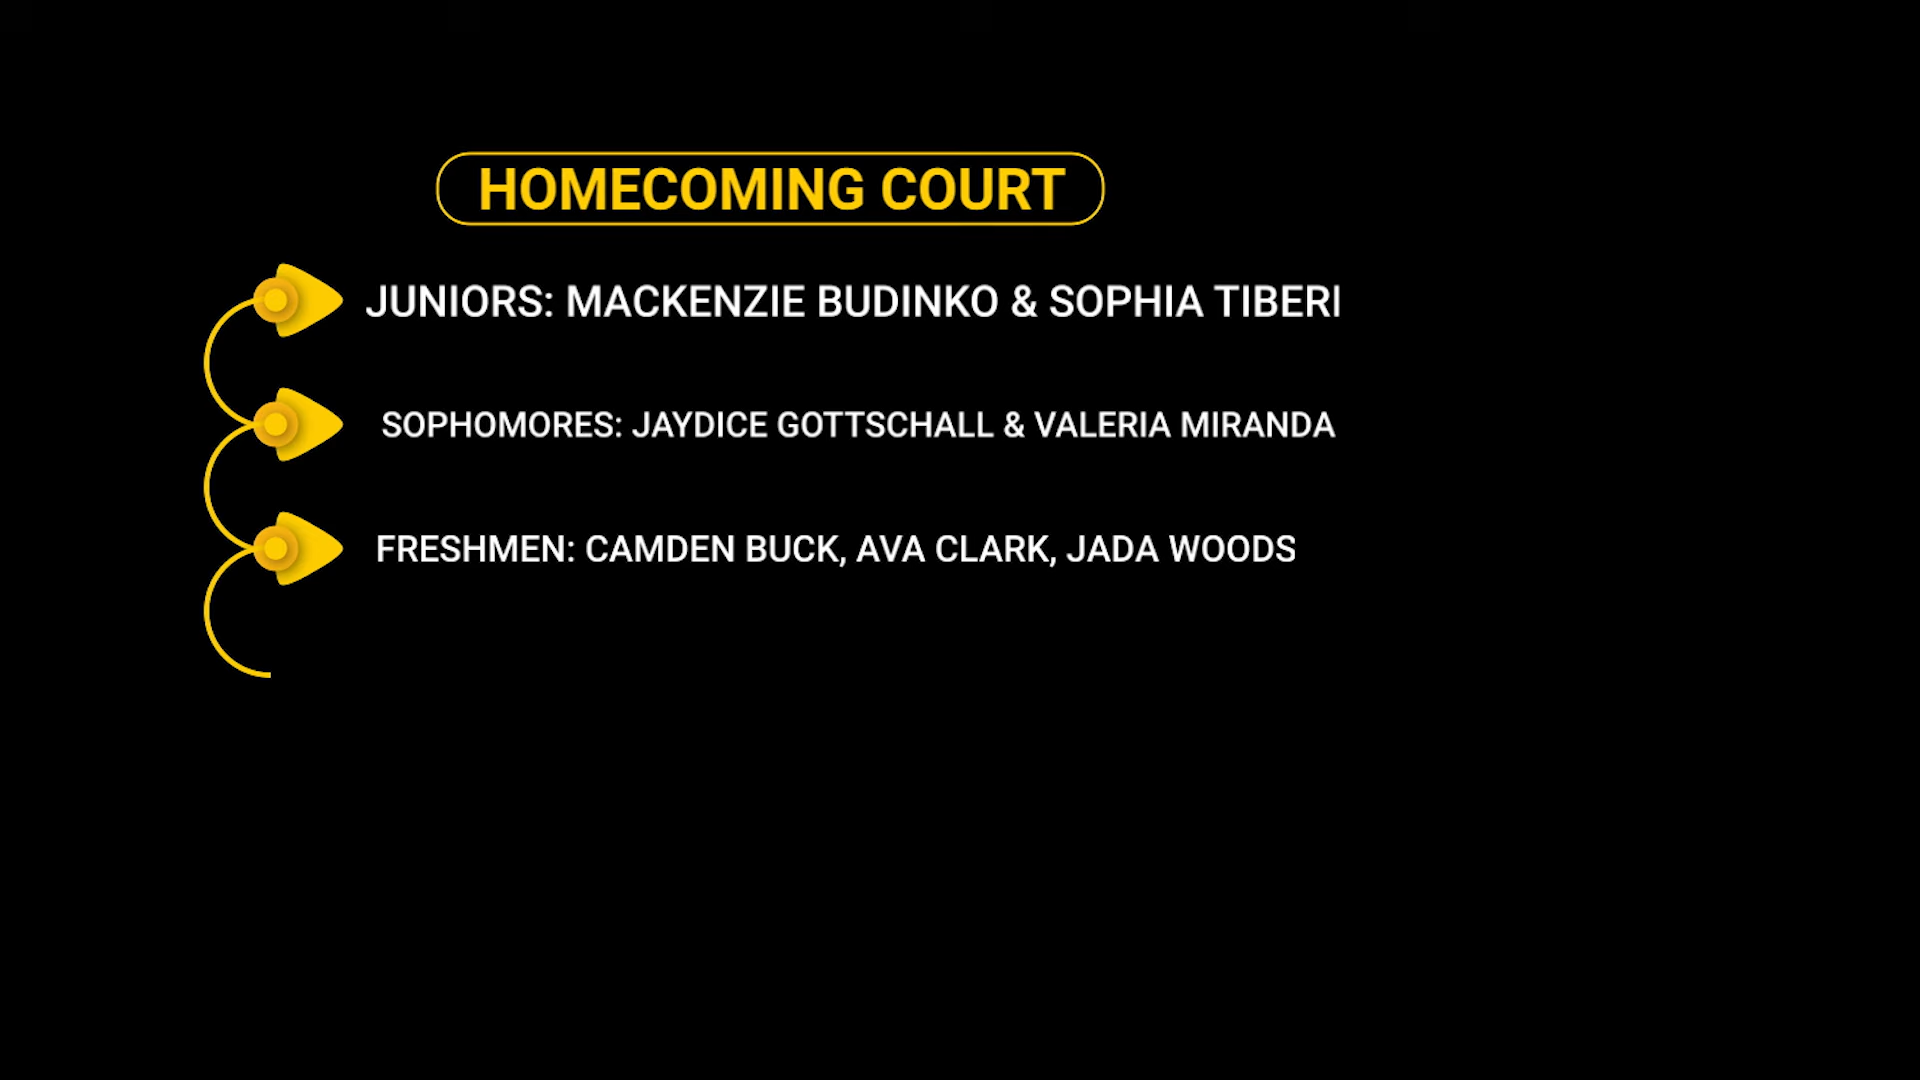 HOMECOMING COURT
JUNIORS: MACKENZIE BUDINKO & SOPHIA TIBERI
SOPHOMORES: JAYDICE GOTTSCHALL & VALERIA MIRANDA
FRESHMEN: CAMDEN BUCK, AVA CLARK, JADA WOODS